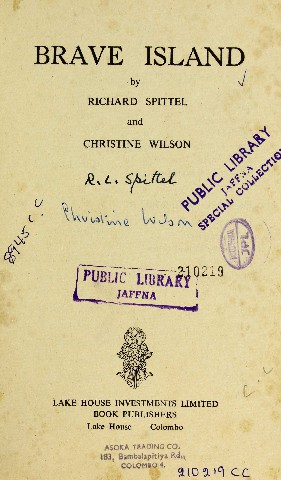 BRAVE ISLAND
by
RICHARD SPITTEL
and
CHRISTINE WILSON
R. L. Spittel
Christine Wilson
8945 C.C.
PUBLIC LIBRARY
JAFFNA
SPECIAL COLLECTION
210219
PUBLIC LIBRARY
JAFFNA
LAKE HOUSE INVESTMENTS LIMITED
BOOK PUBLISHERS
Lake House Colombo
ASOKA TRADING CO.
183, Bambalapitiya Rd.,
COLOMBO 4.
210219 CC